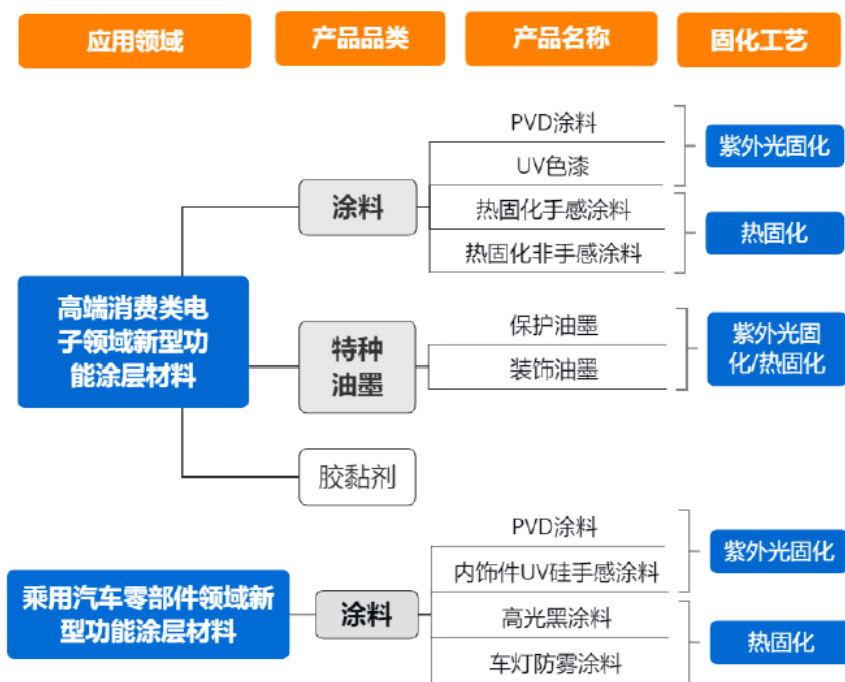 应用领域
产品品类
产品名称
固化工艺
高端消费类电
子领域新型功
能涂层材料
涂料
PVD涂料
UV色漆
热固化手感涂料
热固化非手感涂料
紫外光固化
热固化
特种
油墨
保护油墨
装饰油墨
紫外光固
化/热固化
胶黏剂
乘用汽车零部件领域新
型功能涂层材料
涂料
PVD涂料
内饰件UV硅手感涂料
高光黑涂料
车灯防雾涂料
紫外光固化
热固化